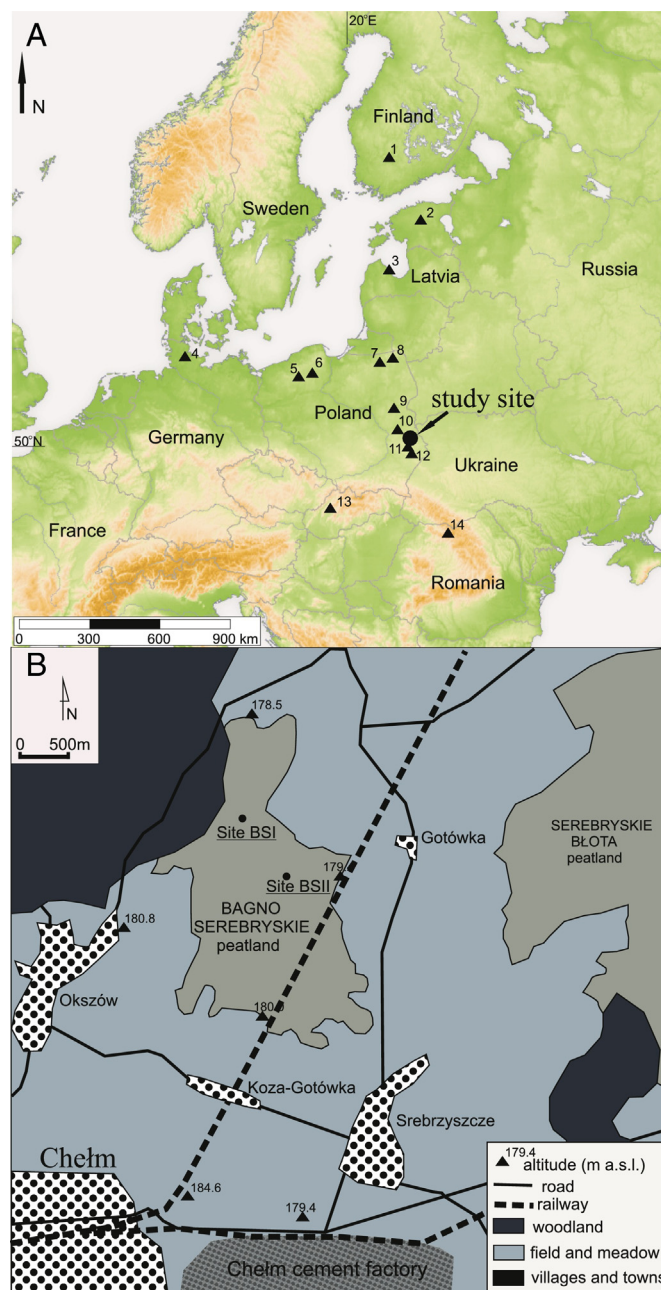 A
20°E
N
Finland
1
Sweden
2
3
Latvia
Russia
4
5
6
7
8
9
Poland
10
study site
50°N
Germany
11
12
Ukraine
13
France
14
Romania
0 300 600 900 km
B
N
0 500m
178.5
Site BSI
Gotówka
SEREBRYSKIE
BŁOTA
peatland
179.
Site BSII
BAGNO
SEREBRYSKIE
peatland
180.8
Okszów
Koza-Gotówka
Srebrzyszcze
Chełm
184.6
179.4
Chełm cement factory
179.4
altitude (m a.s.l.)
road
railway
woodland
field and meadow
villages and towns